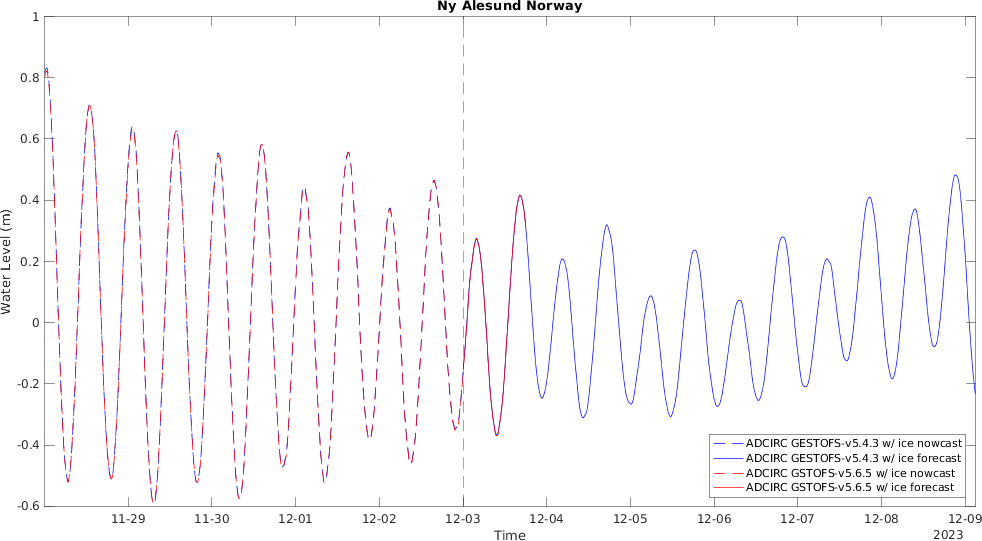 Ny Alesund Norway
1
0.8
0.6
0.4
0.2
0
-0.2
-0.4
-0.6
Water Level (m)
11-29 11-30 12-01 12-02 12-03 12-04 12-05 12-06 12-07 12-08 12-09
2023
Time
ADCIRC GESTOFS-v5.4.3 w/ ice nowcast
ADCIRC GESTOFS-v5.4.3 w/ ice forecast
ADCIRC GSTOFS-v5.6.5 w/ ice nowcast
ADCIRC GSTOFS-v5.6.5 w/ ice forecast